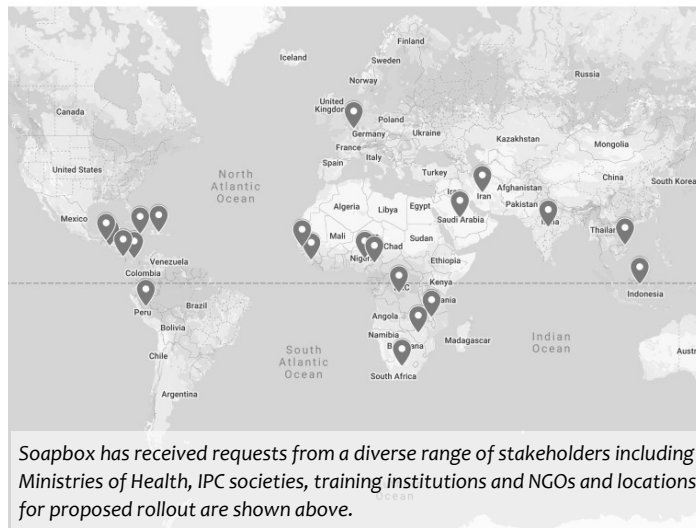 Iceland
Finland
Sweden
Norway
Russia
Canada
United
Kingdom
Poland
Germany
Ukraine
Kazakhstan
France
Mongolia
Spain
Italy
Turkey
United States
North
Atlantic
Ocean
China
South Korea
Afghanistan
Iran
Pakistan
Algeria
Libya
Egypt
Saudi Arabia
Mexico
Mali
Chad
Sudan
Thailand
Ethiopia
Venezuela
Colombia
Kenya
Indonesia
Peru
Brazil
Angola
Bolivia
Namibia
Madagascar
Indian
Ocean
Chile
South
Atlantic
Ocean
South Africa
Argentina
Soapbox has received requests from a diverse range of stakeholders including
Ministries of Health, IPC societies, training institutions and NGOs and locations
for proposed rollout are shown above.